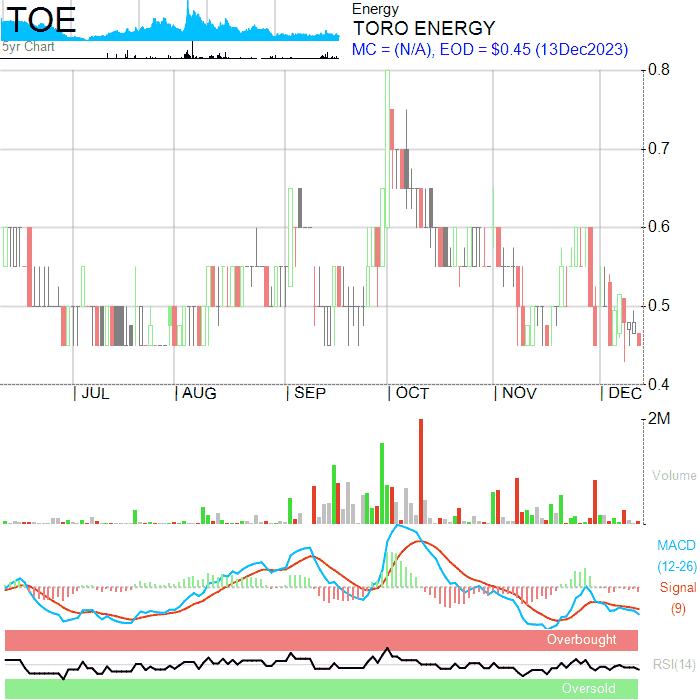 TOE
5yr Chart
Energy
TORO ENERGY
MC = (N/A), EOD = $0.45 (13Dec2023)
0.8
0.7
0.6
0.5
0.4
JUL AUG SEP OCT NOV DEC
2M
Volume
MACD
(12-26)
Signal
(9)
Overbought
RSI(14)
Oversold